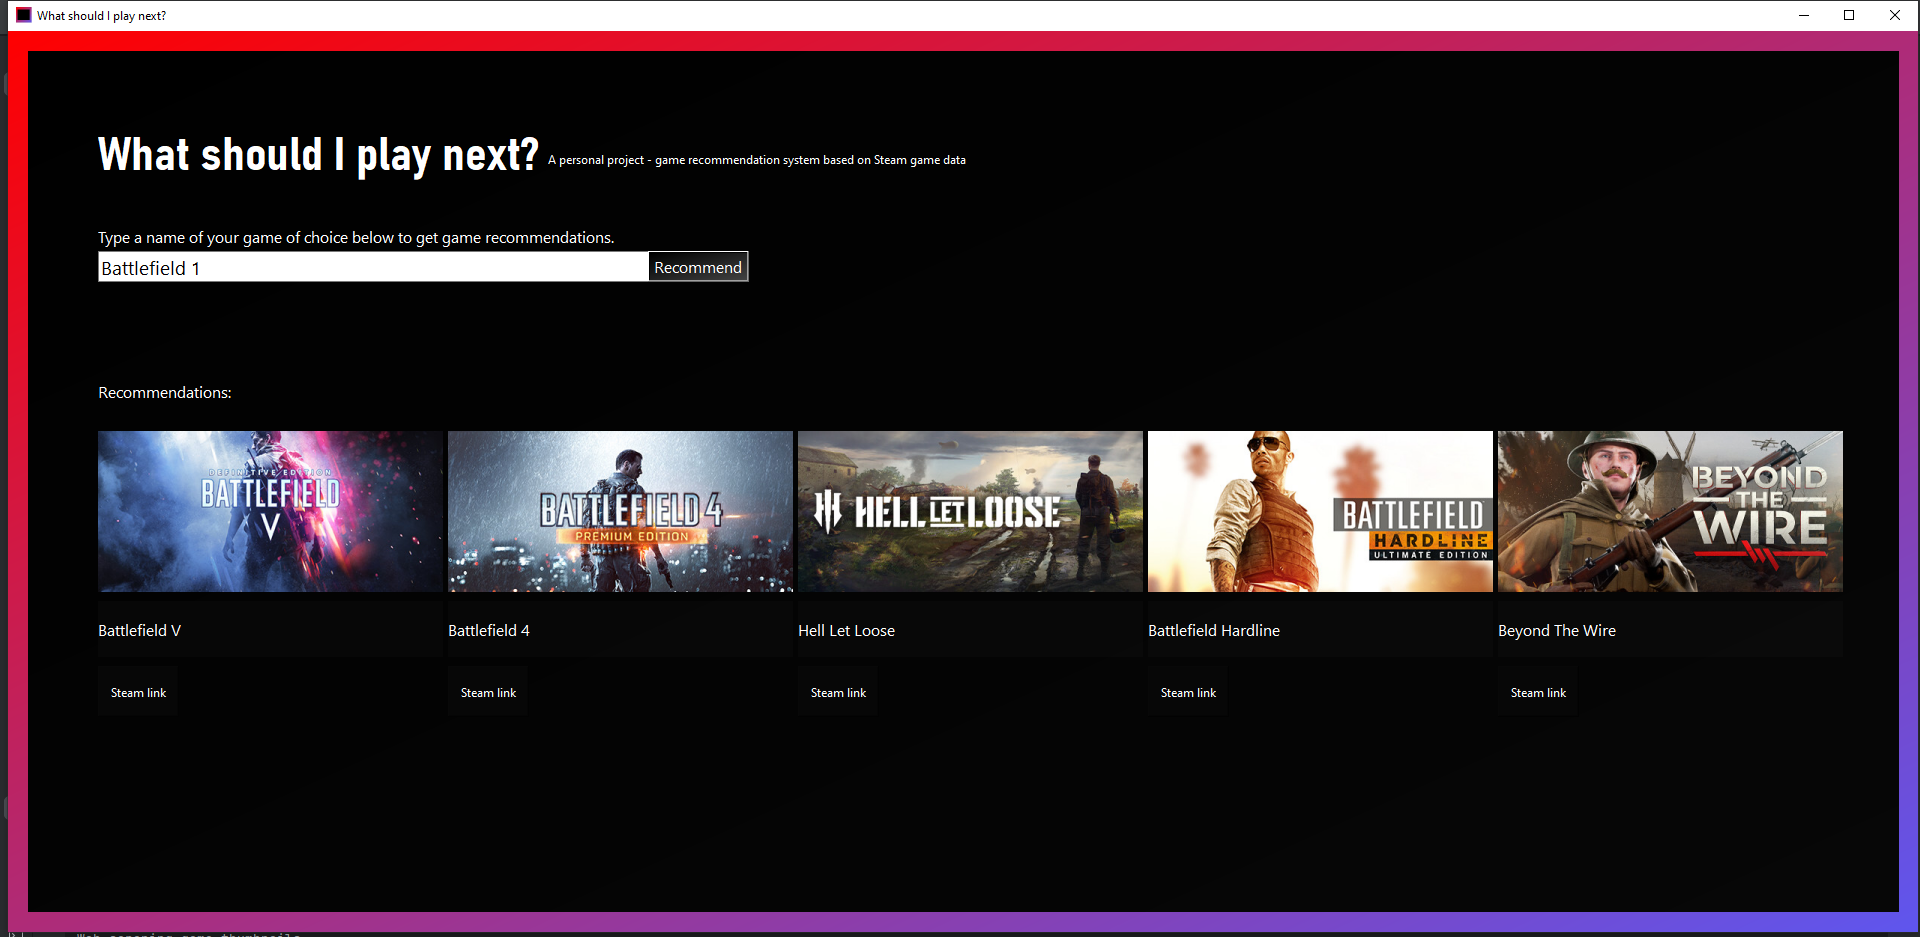 What should I play next?
What should I play next? A personal project - game recommendation system based on Steam game data
Type a name of your game of choice below to get game recommendations.
Battlefield 1 Recommend
Recommendations:
DEFINITIVE EDITION
BATTLEFIELD
V
BATTLEFIELD 4
PREMIUM EDITION
HELL LET LOOSE
BATTLEFIELD
HARDLINE
ULTIMATE EDITION
BEYOND
THE
WIRE
Battlefield V Battlefield 4 Hell Let Loose Battlefield Hardline Beyond The Wire
Steam link Steam link Steam link Steam link Steam link